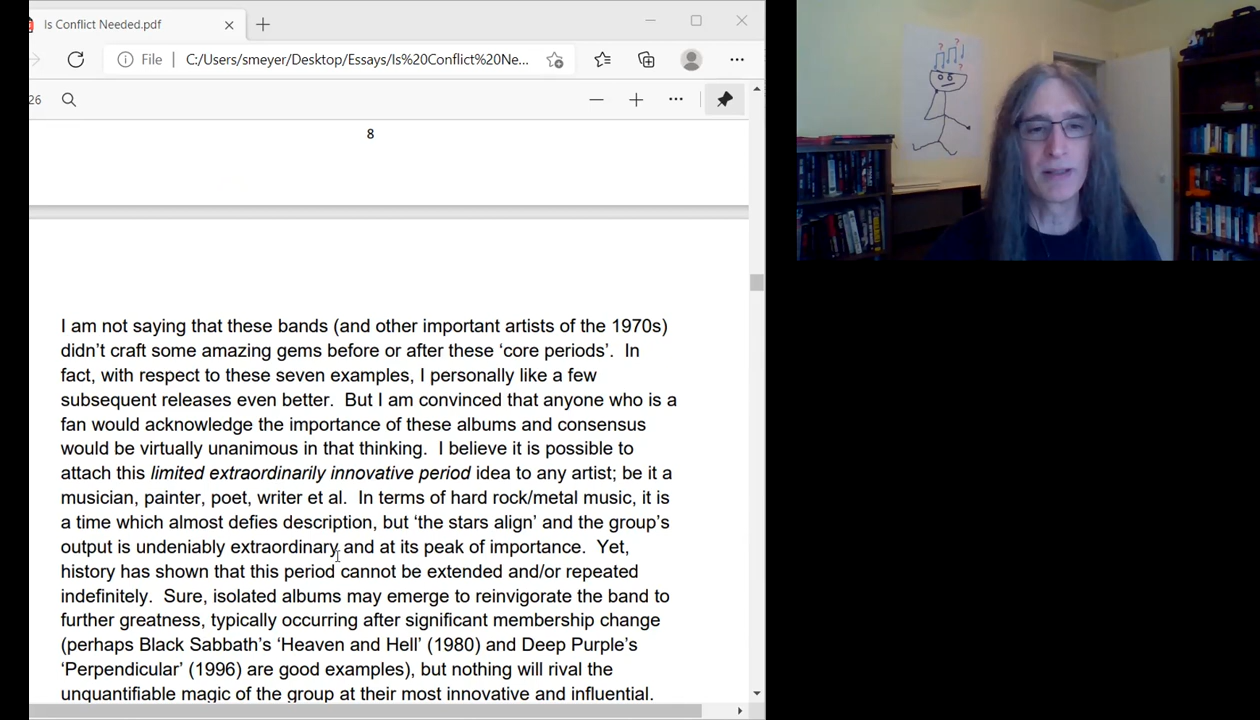 Is Conflict Needed.pdf
File C:/Users/smeyer/Desktop/Essays/Is%20Conflict%20Ne...
26
8
I am not saying that these bands (and other important artists of the 1970s)
didn't craft some amazing gems before or after these 'core periods'. In
fact, with respect to these seven examples, I personally like a few
subsequent releases even better. But I am convinced that anyone who is a
fan would acknowledge the importance of these albums and consensus
would be virtually unanimous in that thinking. I believe it is possible to
attach this limited extraordinarily innovative period idea to any artist; be it a
musician, painter, poet, writer et al. In terms of hard rock/metal music, it is
a time which almost defies description, but 'the stars align' and the group's
output is undeniably extraordinary and at its peak of importance. Yet,
history has shown that this period cannot be extended and/or repeated
indefinitely. Sure, isolated albums may emerge to reinvigorate the band to
further greatness, typically occurring after significant membership change
(perhaps Black Sabbath's 'Heaven and Hell' (1980) and Deep Purple's
'Perpendicular' (1996) are good examples), but nothing will rival the
unquantifiable magic of the group at their most innovative and influential.
? ? ?